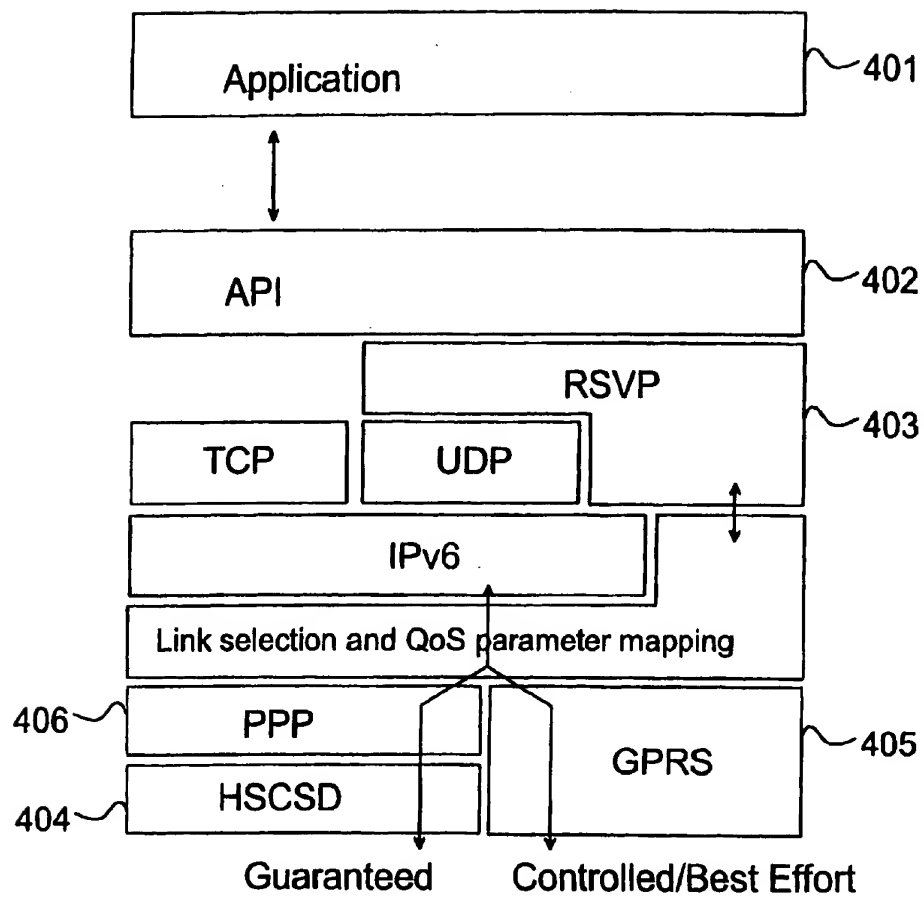 Application
401
API
402
RSVP
403
TCP
UDP
IPv6
Link selection and QoS parameter mapping
406
PPP
GPRS
405
404
HSCSD
Guaranteed
Controlled/Best Effort